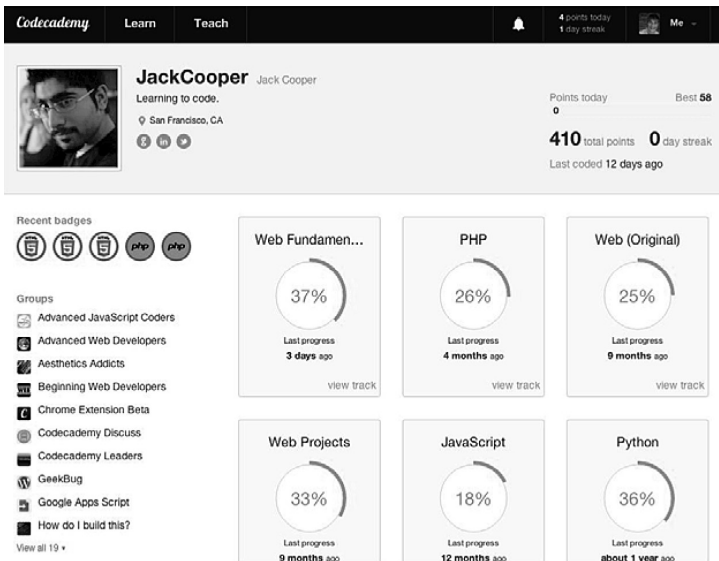 Codecademy Learn Teach
4 points today
1 day streak
Me
JackCooper Jack Cooper
Learning to code.
San Francisco, CA
Points today Best 58
0
410 total points 0 day streak
Last coded 12 days ago
Recent badges
php php
Groups
Advanced JavaScript Coders
Advanced Web Developers
Aesthetics Addicts
Beginning Web Developers
Chrome Extension Beta
Codecademy Discuss
Codecademy Leaders
GeekBug
Google Apps Script
How do I build this?
View all 19
Web Fundamen...
37%
Last progress
3 days ago
view track
PHP
26%
Last progress
4 months ago
view track
Web (Original)
25%
Last progress
9 months ago
view track
Web Projects
33%
Last progress
9 months ago
JavaScript
18%
Last progress
12 months ago
Python
36%
Last progress
about 1 year ago